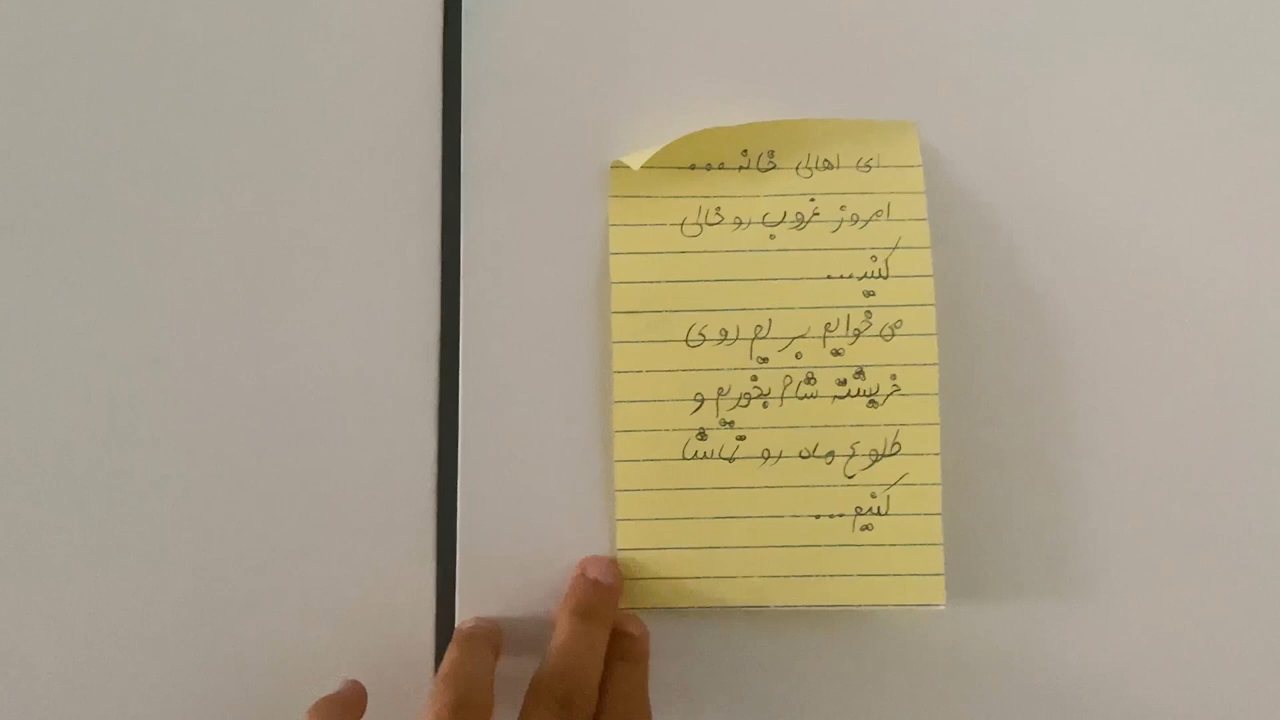 ای اهالی خانه...
امروز غروب رو خالی
کنید...
می خوایم بریم روی
خرپشته شام بخوریم و
طلوع ماه رو تماشا
کنیم...